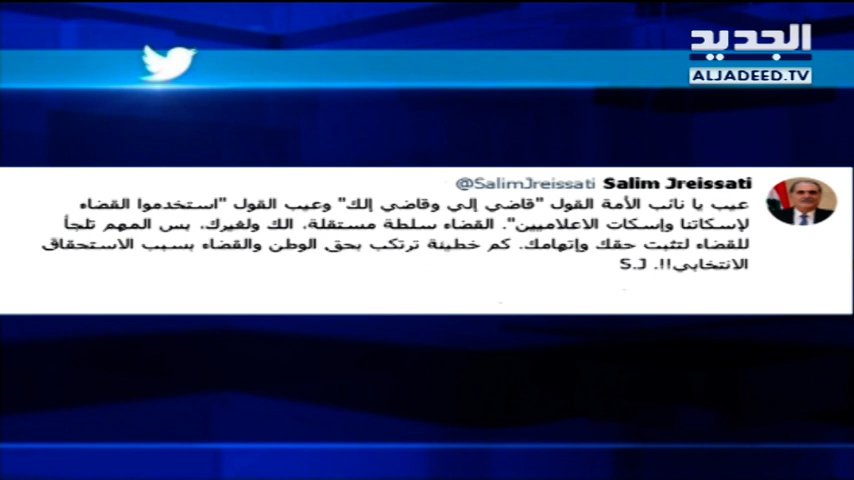 الجديد
ALJADEED.TV
Salim Jreissati @SalimJreissati
عيب يا نائب الأمة القول "قاضي إلي وقاضي إلك" وعيب القول "استخدموا القضاء
لإسكاتنا وإسكات الاعلاميين". القضاء سلطة مستقلة، الك ولغيرك، بس المهم تلجأ
للقضاء لتثبت حقك وإتهامك. كم خطيئة ترتكب بحق الوطن والقضاء بسبب الاستحقاق
الانتخابي!!. S.J